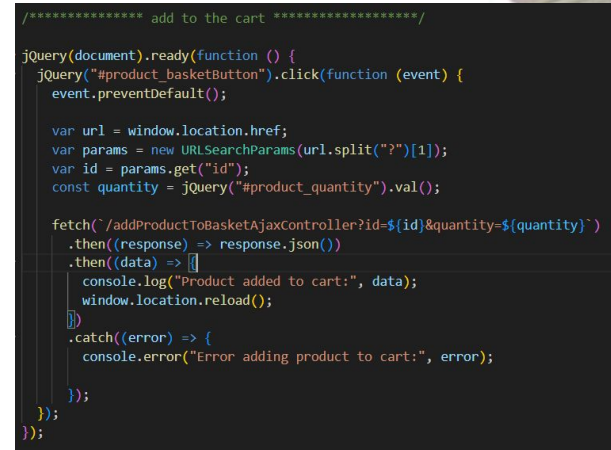 /*************** add to the cart *******************/
jQuery(document).ready(function () {
jQuery("#product_basketButton").click(function (event) {
event.preventDefault();
var url = window.location.href;
var params = new URLSearchParams(url.split("?")[1]);
var id = params.get("id");
const quantity = jQuery("#product_quantity").val();
fetch(`/addProductToBasketAjaxController?id=${id}&quantity=${quantity}`)
.then((response) => response.json())
.then((data) => {
console.log("Product added to cart:", data);
window.location.reload();
})
.catch((error) => {
console.error("Error adding product to cart:", error);
});
});
});